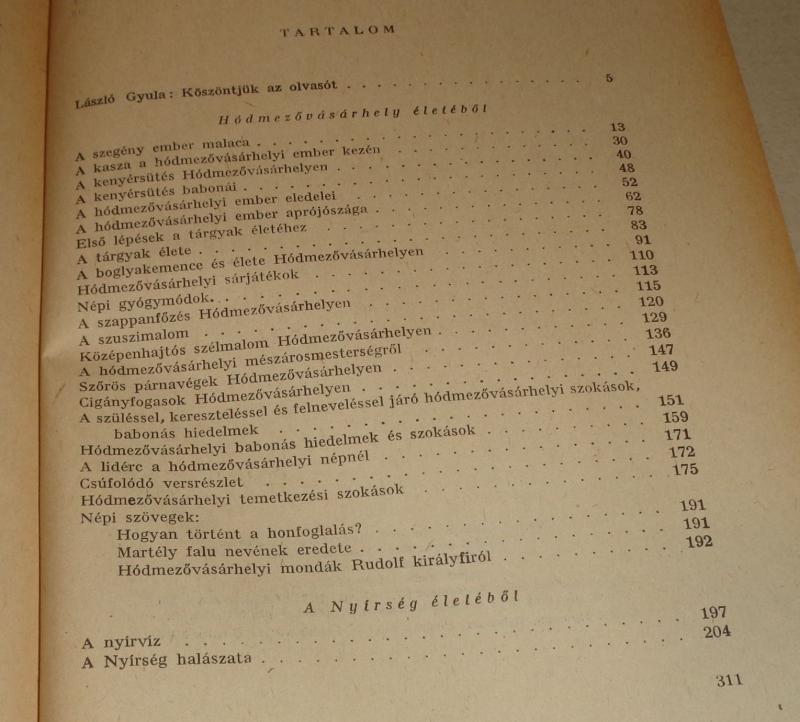 TARTALOM
László Gyula: Köszöntjük az olvasót . . . . . . . . . . . . . 5
Hódmezővásárhely életéből
A szegény ember malaca . . . . . . . . . . . . . 13
A kasza a hódmezővásárhelyi ember kezén . . . . . . . . 30
A kenyérsütés Hódmezővásárhelyen . . . . . . . . . . 40
A kenyérsütés babonái . . . . . . . . . . . . . 48
A hódmezővásárhelyi ember eledelei . . . . . . . . . . 52
A hódmezővásárhelyi ember aprójószága . . . . . . . . . 62
Első lépések a tárgyak életéhez . . . . . . . . . . . 78
A tárgyak élete . . . . . . . . . . . . . . . 83
A boglyakemence és élete Hódmezővásárhelyen . . . . . . . 91
Hódmezővásárhelyi sárjátékok . . . . . . . . . . . 110
Népi gyógymódok . . . . . . . . . . . . . . . 113
A szappanfőzés Hódmezővásárhelyen . . . . . . . . . . 115
A szuszimalom . . . . . . . . . . . . . . . . 120
Középenhajtós szélmalom Hódmezővásárhelyen . . . . . . . 129
A hódmezővásárhelyi mészárosmesterségről . . . . . . . . 136
Szőrös párnavégek Hódmezővásárhelyen . . . . . . . . . 147
Cigányfogasok Hódmezővásárhelyen . . . . . . . . . . 149
A szüléssel, kereszteléssel és felneveléssel járó hódmezővásárhelyi szokások,
babonás hiedelmek . . . . . . . . . . . . . . 151
Hódmezővásárhelyi babonás hiedelmek és szokások . . . . . . 159
A lidérc a hódmezővásárhelyi népnél . . . . . . . . . . 171
Csúfolódó versrészlet . . . . . . . . . . . . . 172
Hódmezővásárhelyi temetkezési szokások . . . . . . . . . 175
Népi szövegek:
Hogyan történt a honfoglalás? . . . . . . . . . . . 191
Martély falu nevének eredete . . . . . . . . . . . 191
Hódmezővásárhelyi mondák Rudolf királyfiról . . . . . . . 192
A Nyírség életéből
A nyírvíz . . . . . . . . . . . . . . . . . 197
A Nyírség halászata . . . . . . . . . . . . . . 204
311